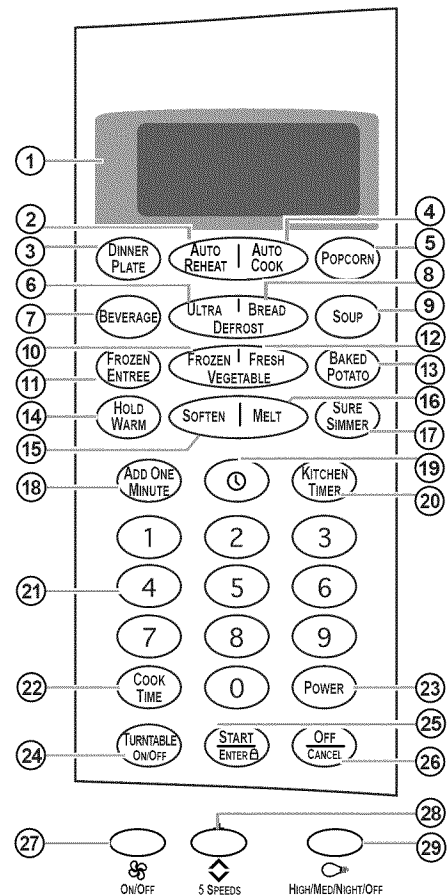 1
2
4
3
DINNER PLATE
AUTO REHEAT | AUTO COOK
POPCORN
5
6
8
7
BEVERAGE
ULTRA | BREAD DEFROST
SOUP
9
10
12
11
FROZEN ENTREE
FROZEN | FRESH VEGETABLE
BAKED POTATO
13
14
HOLD WARM
SOFTEN | MELT
SURE SIMMER
16
15
17
18
ADD ONE MINUTE
KITCHEN TIMER
19
20
1 2 3
21
4 5 6
7 8 9
22
COOK TIME
0
POWER
23
24
TURNTABLE ON/OFF
START ENTER
OFF CANCEL
25
26
27
28
29
ON/OFF
5 SPEEDS
HIGH/MED/NIGHT/OFF